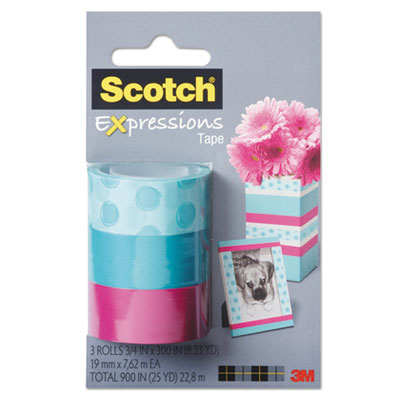 Scotch
EXpressions
Tape
3 ROLLS 3/4 IN x 300 IN (8.33 YD)
19 mm x 7,62 m EA
TOTAL 900 IN (25 YD) 22,8 m
3M